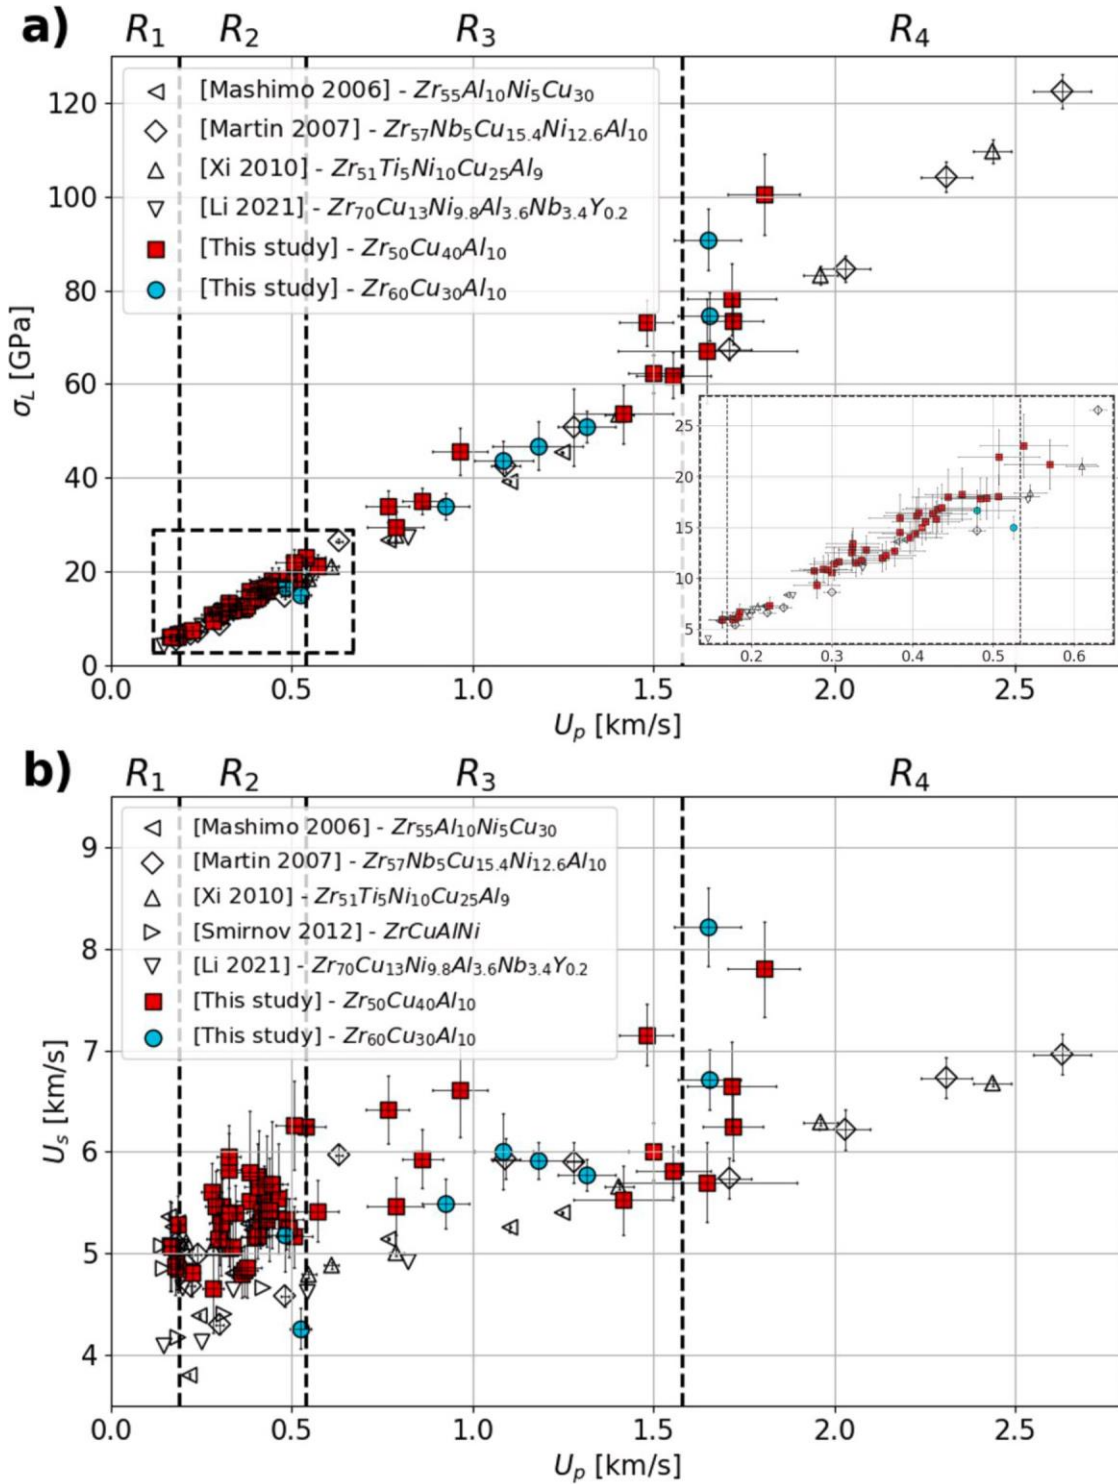 a)
R₁ R₂ R₃ R₄
120
100
80
60
40
20
0
σ_L [GPa]
[Mashimo 2006] - Zr₅₅Al₁₀Ni₅Cu₃₀
[Martin 2007] - Zr₅₇Nb₅Cu₁₅.₄Ni₁₂.₆Al₁₀
[Xi 2010] - Zr₅₁Ti₅Ni₁₀Cu₂₅Al₉
[Li 2021] - Zr₇₀Cu₁₃Ni₉.₈Al₃.₆Nb₃.₄Y₀.₂
[This study] - Zr₅₀Cu₄₀Al₁₀
[This study] - Zr₆₀Cu₃₀Al₁₀
25
20
15
10
5
0.2 0.3 0.4 0.5 0.6
0.0 0.5 1.0 1.5 2.0 2.5
U_p [km/s]
b)
R₁ R₂ R₃ R₄
9
8
7
6
5
4
U_s [km/s]
[Mashimo 2006] - Zr₅₅Al₁₀Ni₅Cu₃₀
[Martin 2007] - Zr₅₇Nb₅Cu₁₅.₄Ni₁₂.₆Al₁₀
[Xi 2010] - Zr₅₁Ti₅Ni₁₀Cu₂₅Al₉
[Smirnov 2012] - ZrCuAlNi
[Li 2021] - Zr₇₀Cu₁₃Ni₉.₈Al₃.₆Nb₃.₄Y₀.₂
[This study] - Zr₅₀Cu₄₀Al₁₀
[This study] - Zr₆₀Cu₃₀Al₁₀
0.0 0.5 1.0 1.5 2.0 2.5
U_p [km/s]